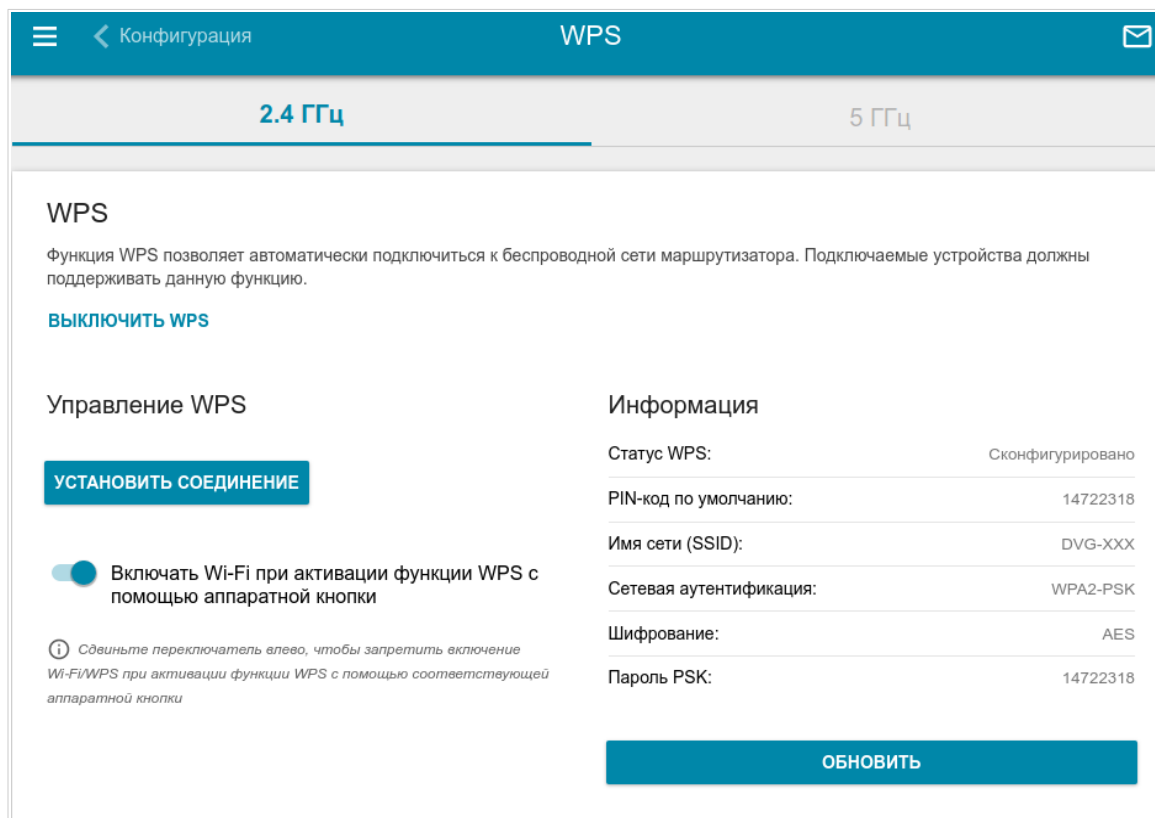 Конфигурация
WPS
2.4 ГГц
5 ГГц
WPS
Функция WPS позволяет автоматически подключиться к беспроводной сети маршрутизатора. Подключаемые устройства должны
поддерживать данную функцию.
ВЫКЛЮЧИТЬ WPS
Управление WPS
УСТАНОВИТЬ СОЕДИНЕНИЕ
Включать Wi-Fi при активации функции WPS с
помощью аппаратной кнопки
Сдвиньте переключатель влево, чтобы запретить включение
Wi-Fi/WPS при активации функции WPS с помощью соответствующей
аппаратной кнопки
Информация
Статус WPS: Сконфигурировано
PIN-код по умолчанию: 14722318
Имя сети (SSID): DVG-XXX
Сетевая аутентификация: WPA2-PSK
Шифрование: AES
Пароль PSK: 14722318
ОБНОВИТЬ